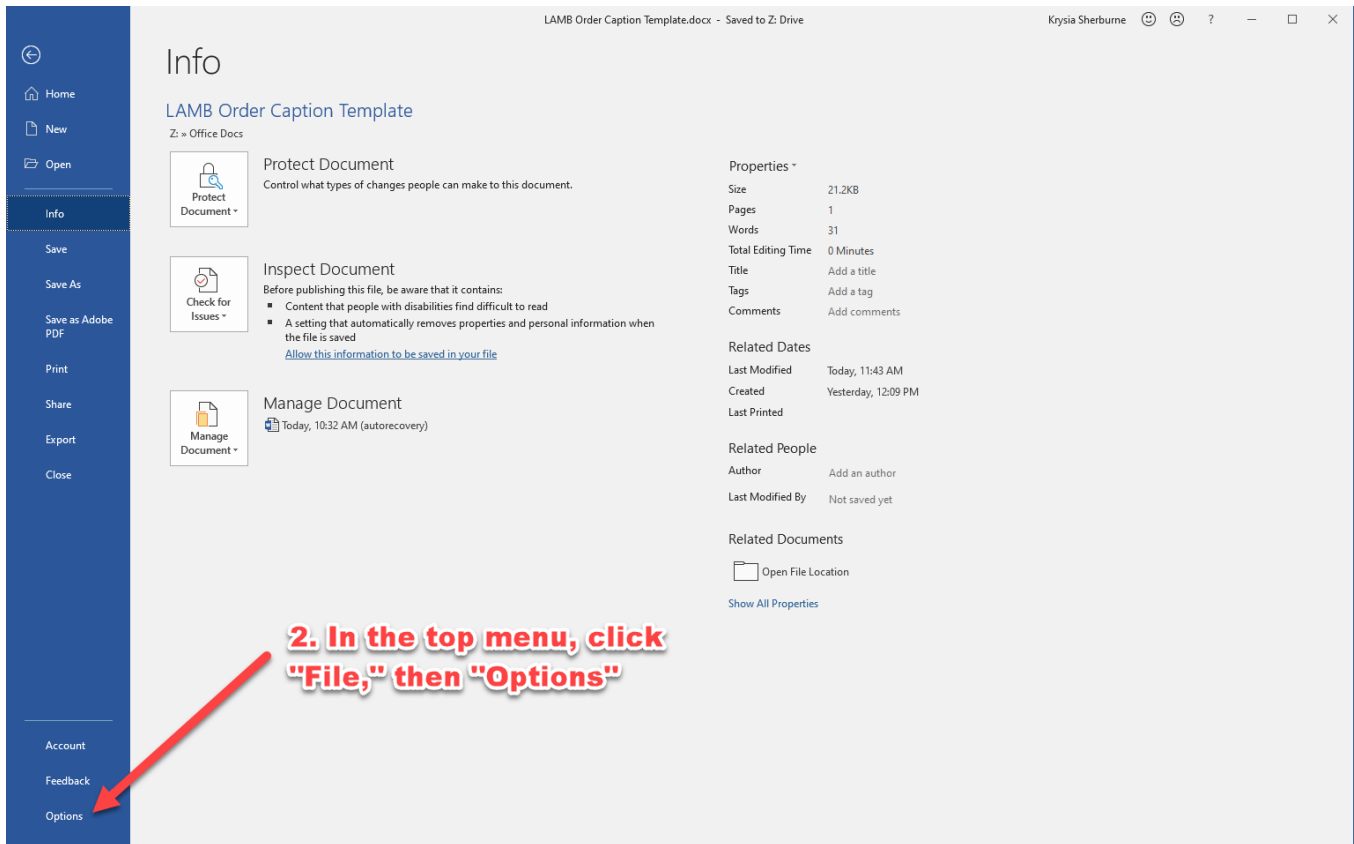 LAMB Order Caption Template.docx - Saved to Z: Drive
Krysia Sherburne
?
Info
Home
New
Open
Info
Save
Save As
Save as Adobe
PDF
Print
Share
Export
Close
Account
Feedback
Options
LAMB Order Caption Template
Z: » Office Docs
Protect
Document
Protect Document
Control what types of changes people can make to this document.
Check for
Issues
Inspect Document
Before publishing this file, be aware that it contains:
Content that people with disabilities find difficult to read
A setting that automatically removes properties and personal information when
the file is saved
Allow this information to be saved in your file
Manage
Document
Manage Document
Today, 10:32 AM (autorecovery)
Properties
Size 21.2KB
Pages 1
Words 31
Total Editing Time 0 Minutes
Title Add a title
Tags Add a tag
Comments Add comments
Related Dates
Last Modified Today, 11:43 AM
Created Yesterday, 12:09 PM
Last Printed
Related People
Author Add an author
Last Modified By Not saved yet
Related Documents
Open File Location
Show All Properties
2. In the top menu, click
"File," then "Options"